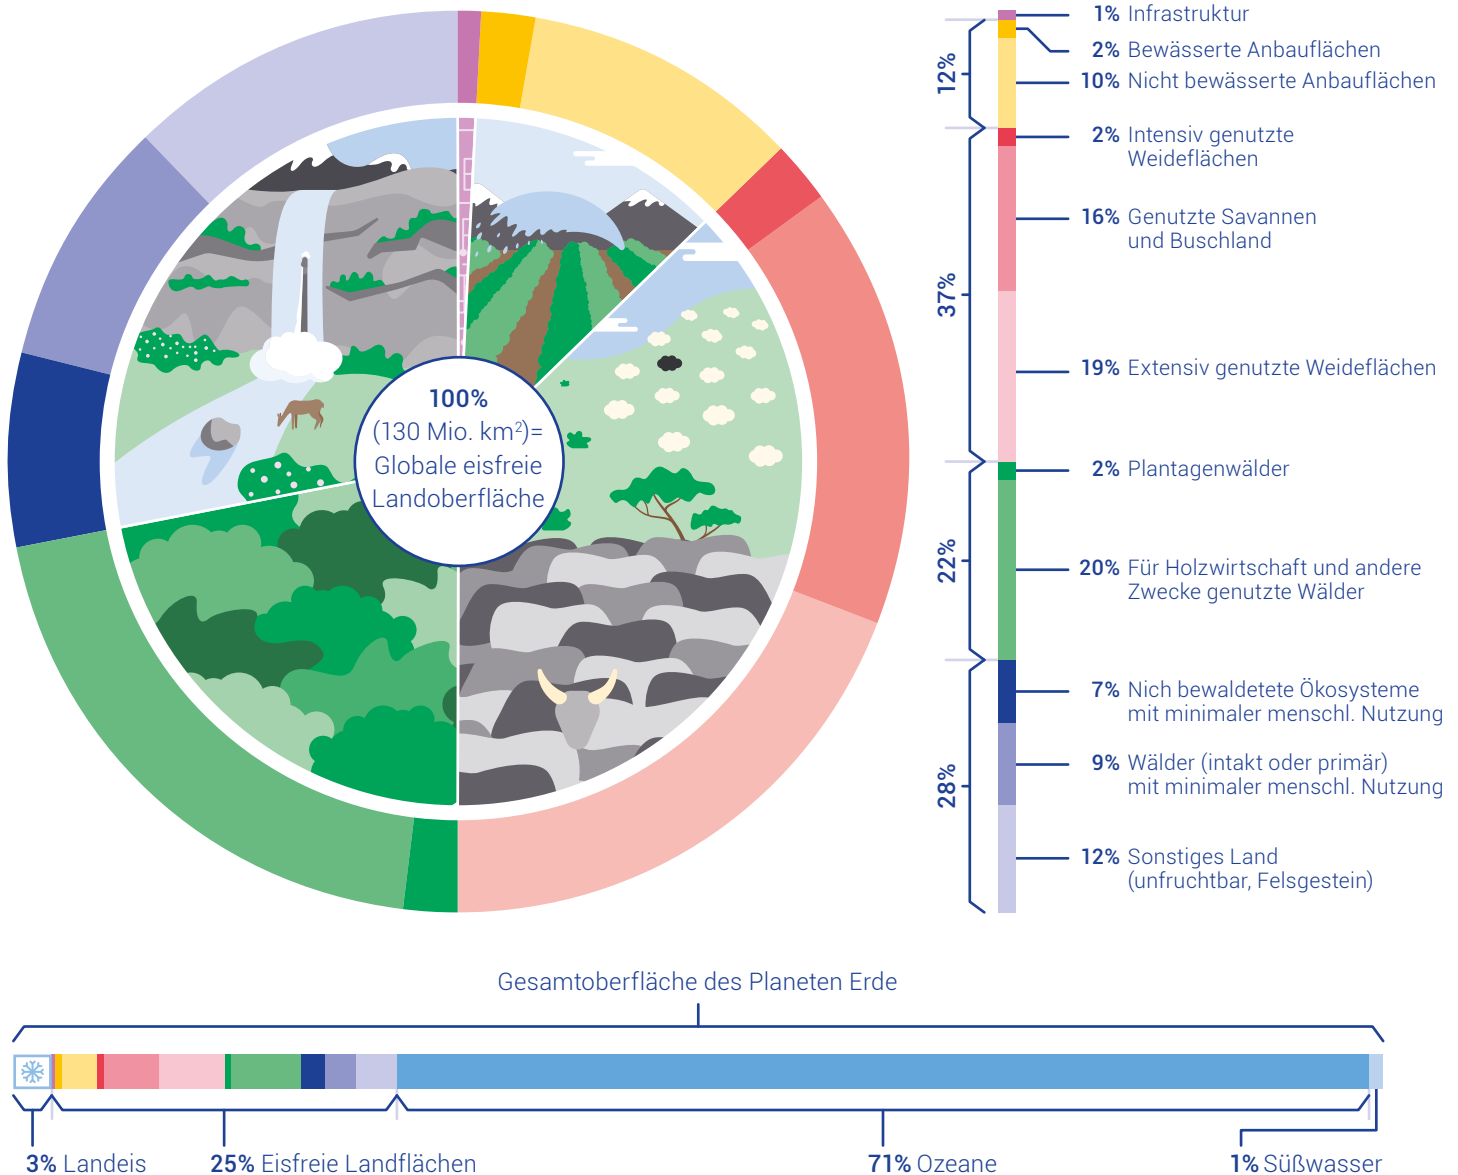 1% Infrastruktur
2% Bewässerte Anbauflächen
12%
10% Nicht bewässerte Anbauflächen
2% Intensiv genutzte
Weideflächen
16% Genutzte Savannen
und Buschland
37%
19% Extensiv genutzte Weideflächen
100%
(130 Mio. km²)=
Globale eisfreie
Landoberfläche
2% Plantagenwälder
22%
20% Für Holzwirtschaft und andere
Zwecke genutzte Wälder
7% Nich bewaldetete Ökosysteme
mit minimaler menschl. Nutzung
9% Wälder (intakt oder primär)
mit minimaler menschl. Nutzung
28%
12% Sonstiges Land
(unfruchtbar, Felsgestein)
Gesamtoberfläche des Planeten Erde
3% Landeis
25% Eisfreie Landflächen
71% Ozeane
1% Süßwasser